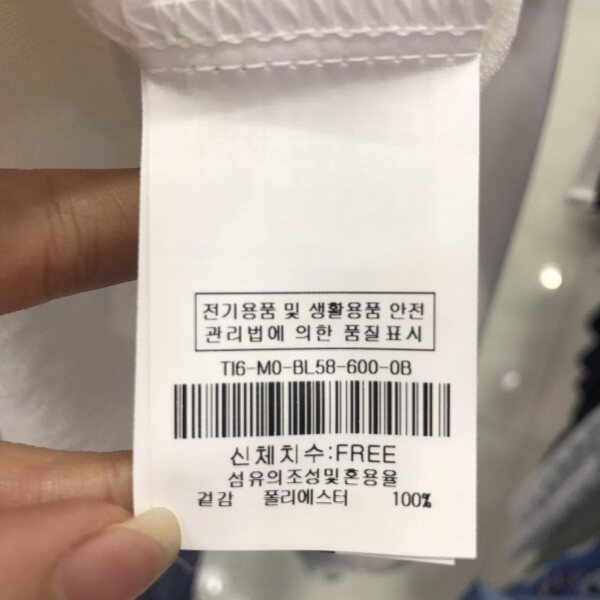 전기용품 및 생활용품 안전
관리법에 의한 품질표시
TI6-M0-BL58-600-0B
신체치수:FREE
섬유의조성및혼용율
겉감 폴리에스터 100%